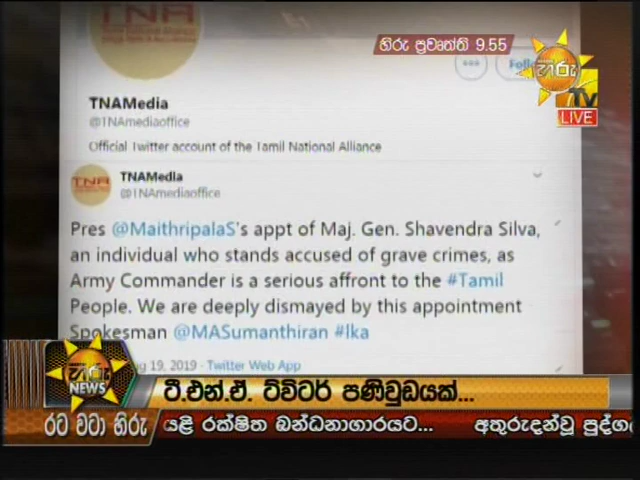 TNA
හිරු ප්‍රවෘත්ති 9.55
හිරු
TV
LIVE
TNAMedia
@TNAmediaoffice
Official Twitter account of the Tamil National Alliance
TNA
TNAMedia
@TNAmediaoffice
Pres @MaithripalaS's appt of Maj. Gen. Shavendra Silva,
an individual who stands accused of grave crimes, as
Army Commander is a serious affront to the #Tamil
People. We are deeply dismayed by this appointment
Spokesman @MASumanthiran #lka
19, 2019 · Twitter Web App
හිරු
NEWS
ටී.එන්.ඒ. ට්විටර් පණිවුඩයක්...
රට වටා හිරු
යළි රක්ෂිත බන්ධනාගාරයට... අතුරුදන්වූ